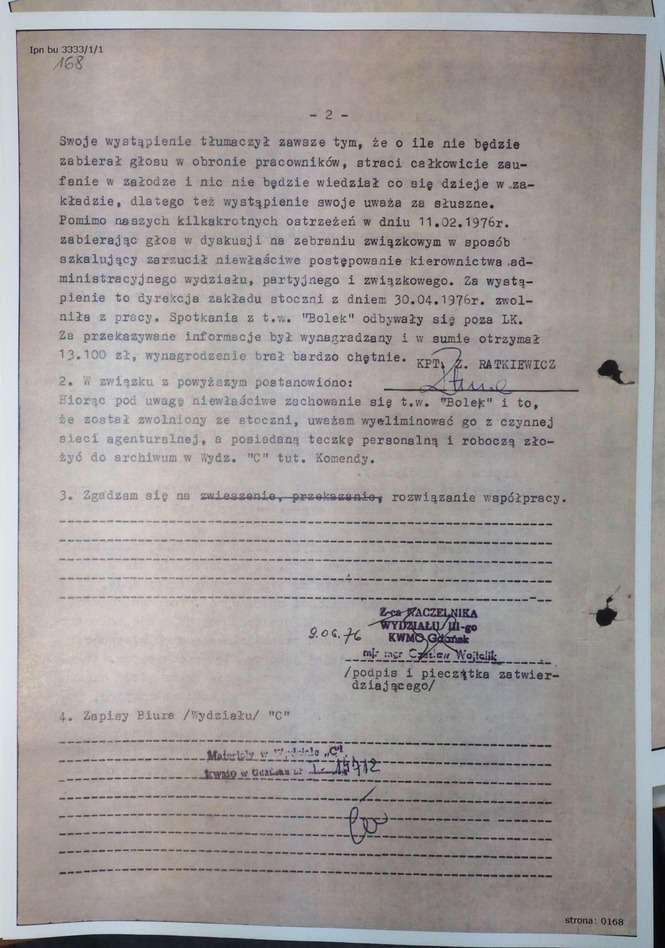 Ipn bu 3333/1/1
168
- 2 -
Swoje wystąpienie tłumaczył zawsze tym, że o ile nie będzie
zabierał głosu w obronie pracowników, straci całkowicie zau-
fanie w załodze i nic nie będzie wiedział co się dzieje w za-
kładzie, dlatego też wystąpienie swoje uważa za słuszne.
Pomimo naszych kilkakrotnych ostrzeżeń w dniu 11.02.1976r.
zabierając głos w dyskusji na zebraniu związkowym w sposób
szkalujący zarzucił niewłaściwe postępowanie kierownictwa ad-
ministracyjnego wydziału, partyjnego i związkowego. Za wystą-
pienie to dyrekcja zakładu stoczni z dniem 30.04.1976r. zwol-
niła z pracy. Spotkania z t.w. "Bolek" odbywały się poza LK.
Za przekazywane informacje był wynagradzany i w sumie otrzymał
13.100 zł, wynagrodzenie brał bardzo chętnie.
KPT. Z. RATKIEWICZ
2. W związku z powyższym postanowiono:
Biorąc pod uwagę niewłaściwe zachowanie się t.w. "Bolek" i to,
że został zwolniony ze stoczni, uważam wyeliminować go z czynnej
sieci agenturalnej, a posiadaną teczkę personalną i roboczą zło-
żyć do archiwum w Wydz. "C" tut. Komendy.
3. Zgadzam się na zwieszenie, przekazanie, rozwiązanie współpracy.
Z-ca NACZELNIKA
WYDZIAŁU III-go
KWMO Gdańsk
9.06.76
mjr mgr Czesław Wojtalik
/podpis i pieczątka zatwier-
dziającego/
4. Zapisy Biura /Wydziału/ "C"
Materiały w Wydziale „C"
KWMO w Gdańsku nr I-14712
strona: 0168